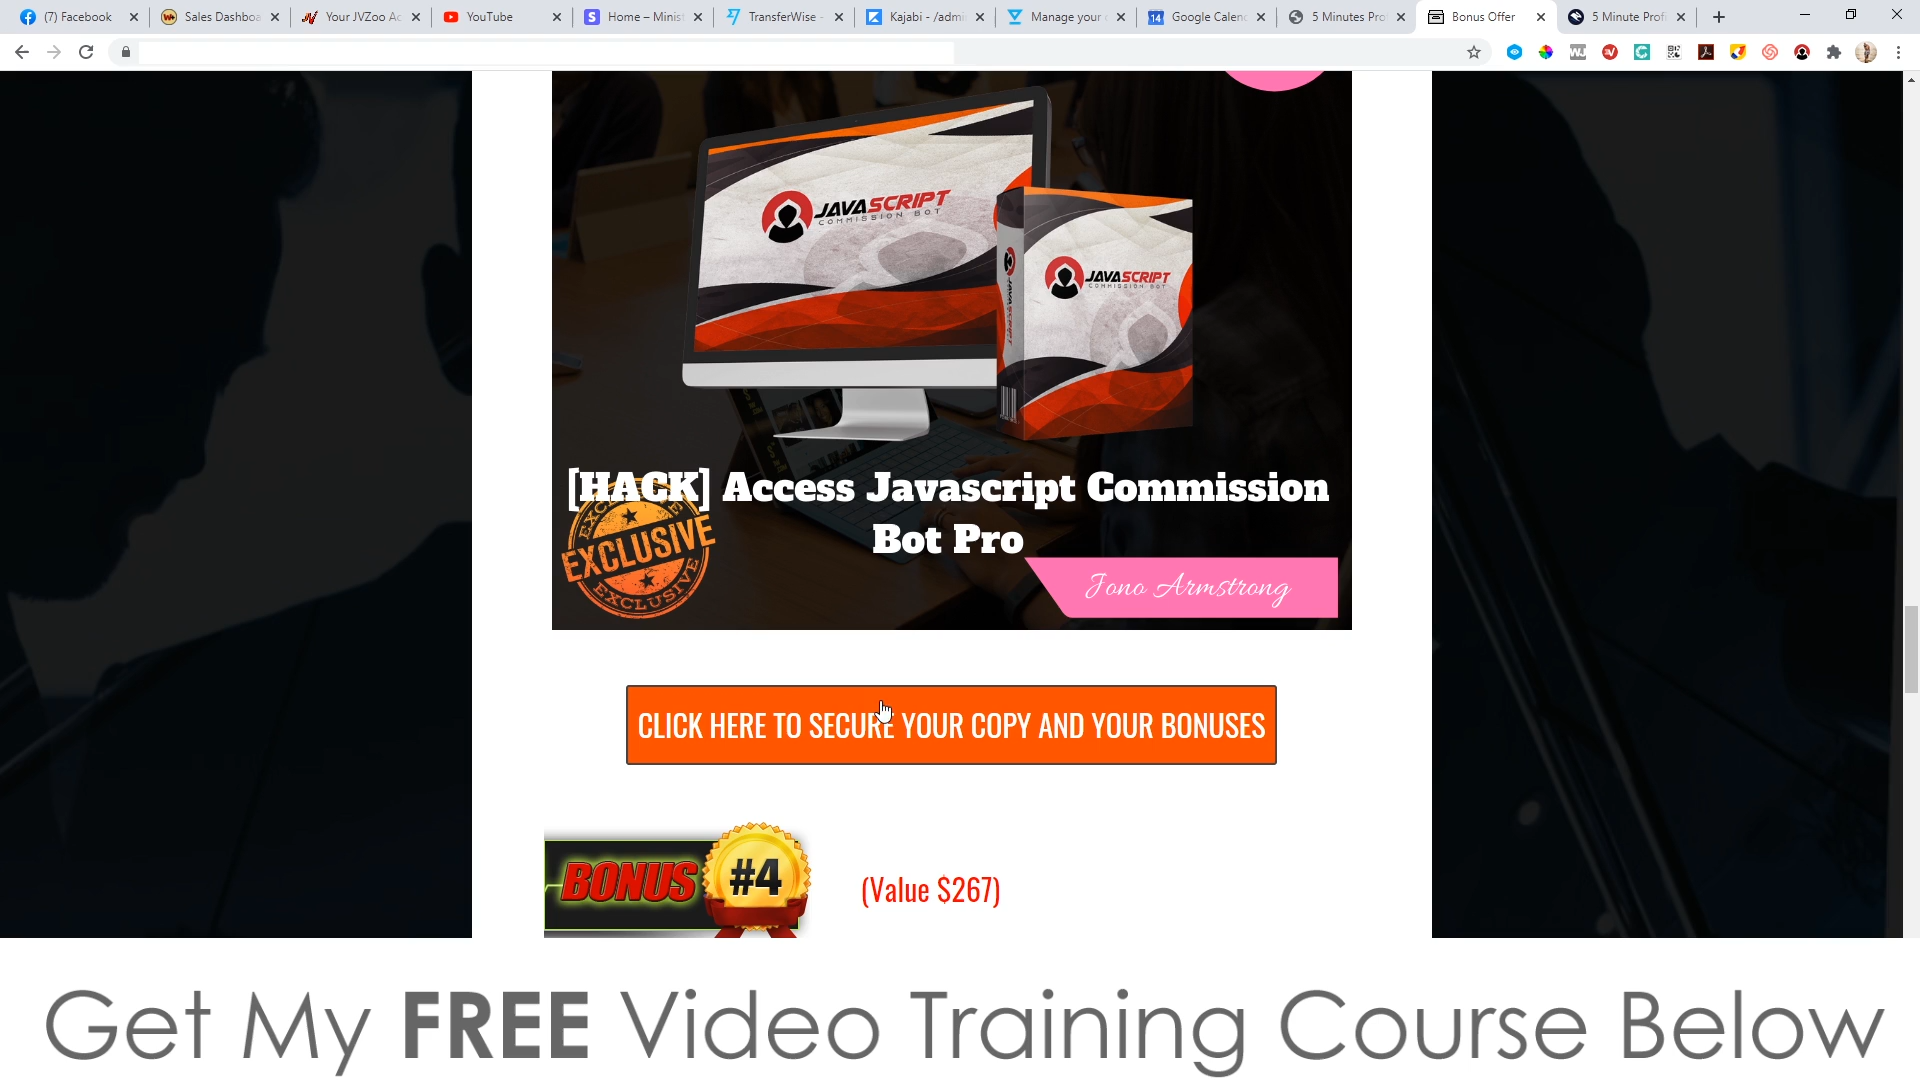 (7) Facebook
Sales Dashboa
Your JVZoo Ac
YouTube
Home – Minist
TransferWise -
Kajabi - /admi
Manage your
Google Calen
5 Minutes Pro
Bonus Offer
5 Minute Profi
JAVASCRIPT
COMMISSION BOT
JAVASCRIPT
COMMISSION BOT
JAVASCRIPT
[HACK] Access Javascript Commission
Bot Pro
EXCLUSIVE
EXCLUSIVE
Jono Armstrong
CLICK HERE TO SECURE YOUR COPY AND YOUR BONUSES
BONUS #4
(Value $267)
Get My FREE Video Training Course Below